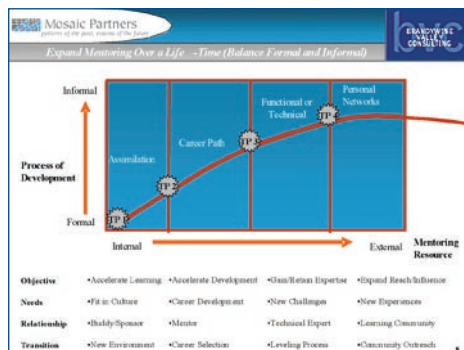 Mosaic Partners
patterns of the past, visions of the future
bvc
BRANDYWINE
VALLEY
CONSULTING
Expand Mentoring Over a Life -Time (Balance Formal and Informal)
Informal
Process of
Development
Formal
Assimilation
Career Path
Functional or
Technical
Personal
Networks
TP 1
TP 2
TP 3
TP 4
Internal
External
Mentoring
Resource
Objective •Accelerate Learning •Accelerate Development •Gain/Retain Expertise •Expand Reach/Influence
Needs •Fit in Culture •Career Development •New Challenges •New Experiences
Relationship •Buddy/Sponsor •Mentor •Technical Expert •Learning Community
Transition •New Environment •Career Selection •Leveling Process •Community Outreach